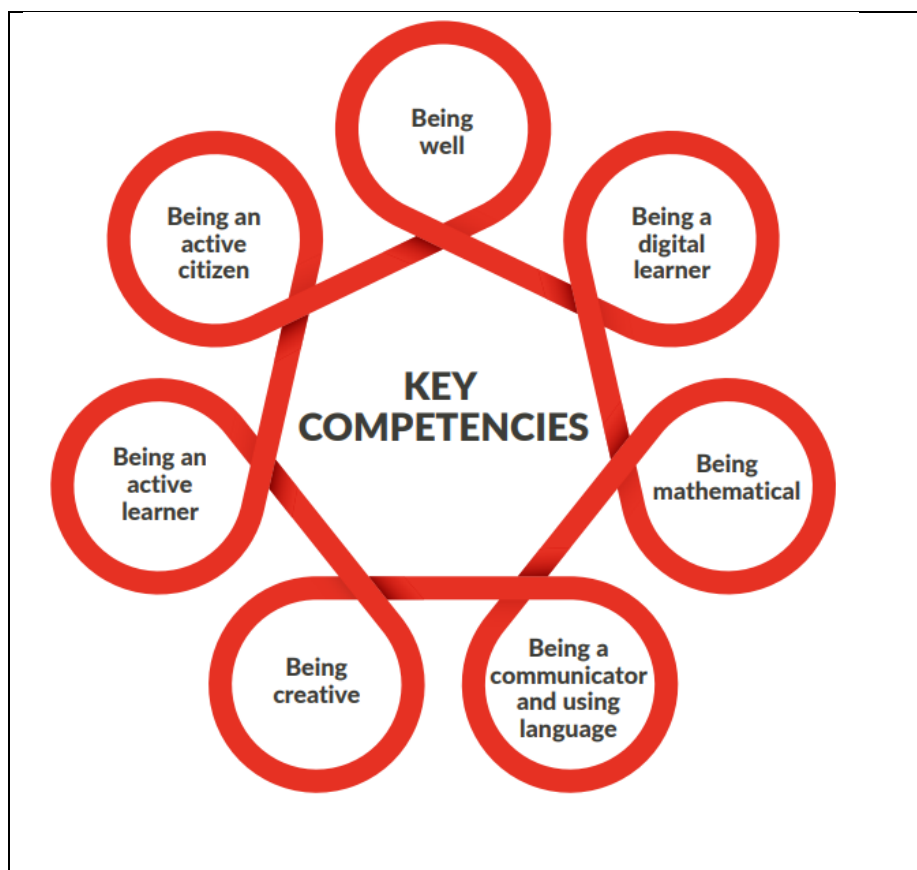 Being
well
Being an
active
citizen
Being a
digital
learner
KEY
COMPETENCIES
Being an
active
learner
Being
mathematical
Being
creative
Being a
communicator
and using
language